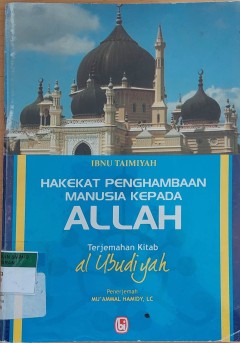 IBNU TAIMIYAH
HAKEKAT PENGHAMBAAN
MANUSIA KEPADA
ALLAH
Terjemahan Kitab
al Ubudiyah
Penerjemah:
MU'AMMAL HAMIDY, LC